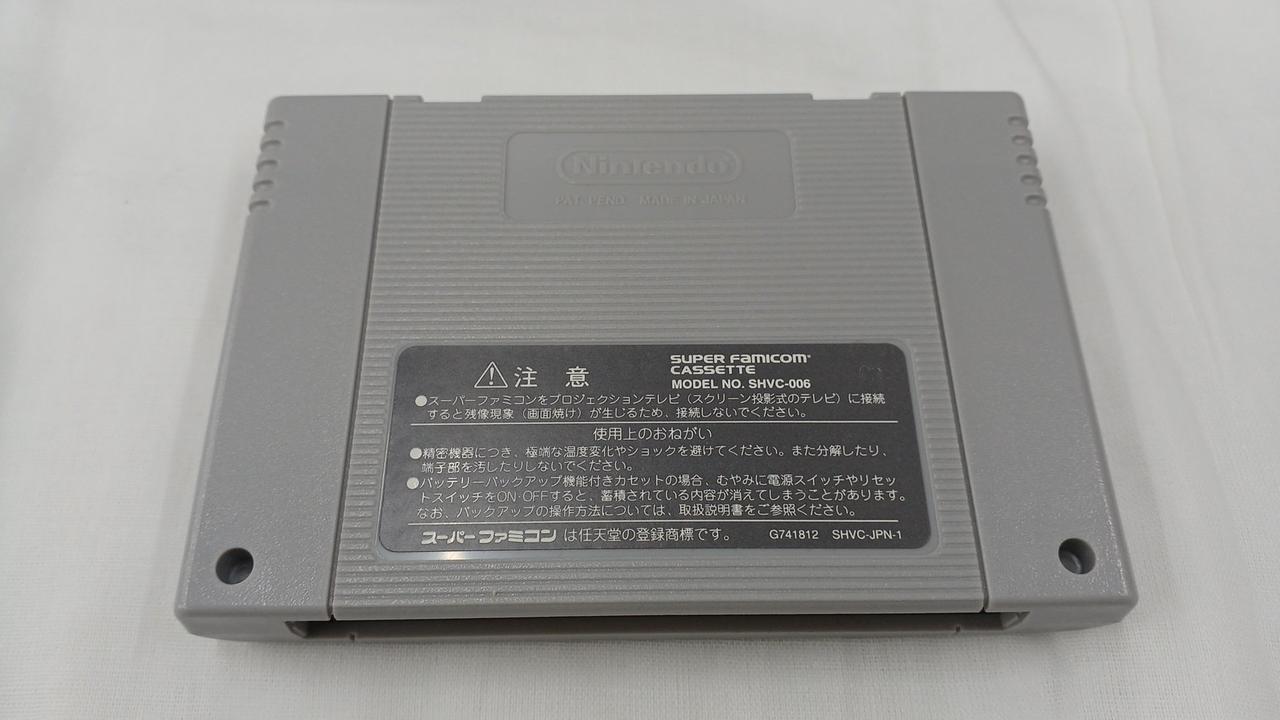 Nintendo
PAT. PEND. MADE IN JAPAN
注 意
SUPER FAMICOM
CASSETTE
MODEL NO. SHVC-006
●スーパーファミコンをプロジェクションテレビ（スクリーン投影式のテレビ）に接続
すると残像現象（画面焼け）が生じるため、接続しないでください。
使用上のおねがい
●精密機器につき、極端な温度変化やショックを避けてください。また分解したり、
端子部を汚したりしないでください。
●バッテリーバックアップ機能付きカセットの場合、むやみに電源スイッチやリセッ
トスイッチをON・OFFすると、蓄積されている内容が消えてしまうことがあります。
なお、バックアップの操作方法については、取扱説明書をご参照ください。
スーパーファミコン は任天堂の登録商標です。 G741812 SHVC-JPN-1